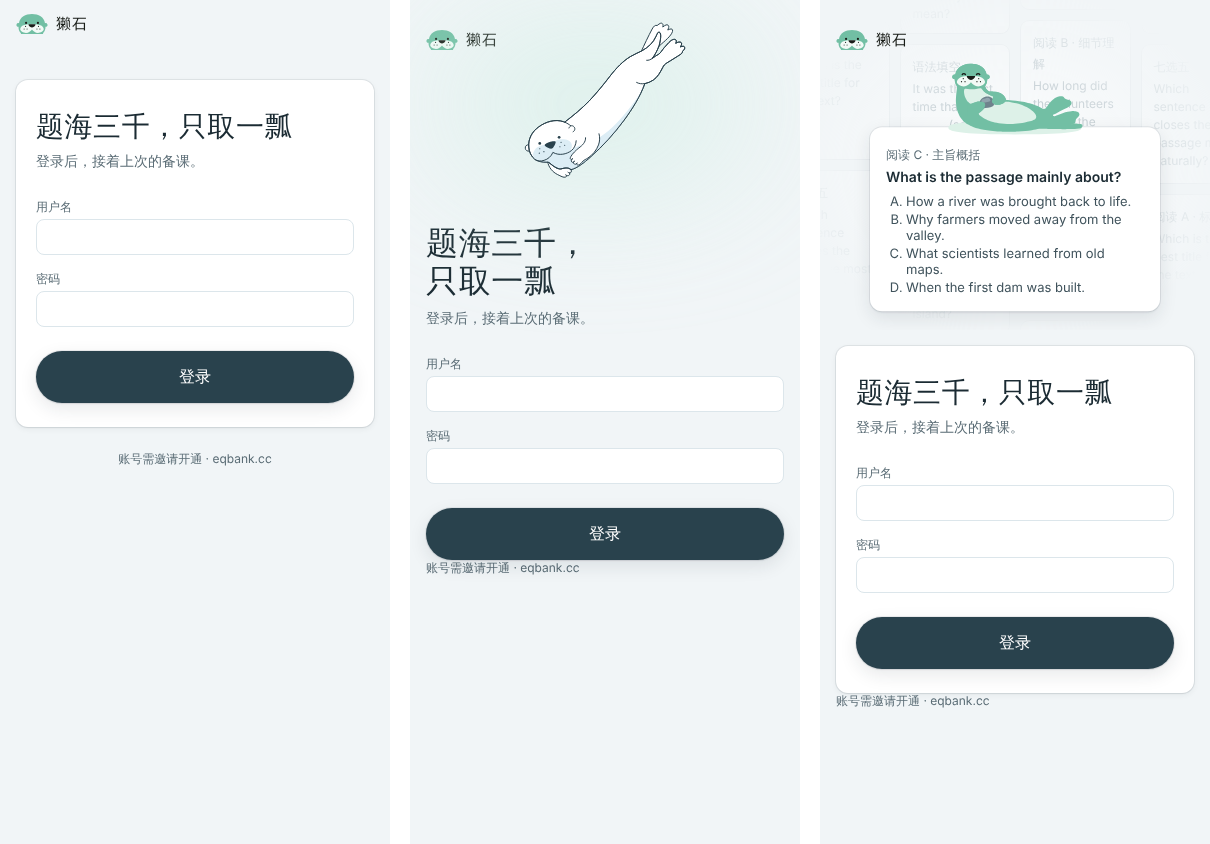 獭石
题海三千，只取一瓢
登录后，接着上次的备课。
用户名
密码
登录
账号需邀请开通 · eqbank.cc
獭石
题海三千，
只取一瓢
登录后，接着上次的备课。
用户名
密码
登录
账号需邀请开通 · eqbank.cc
獭石
语法填空
It was
time tha
阅读 B · 细节理
解
How long did
the
the
Which
sentence
closes the
阅读 C · 主旨概括
What is the passage mainly about?
A. How a river was brought back to life.
B. Why farmers moved away from the
valley.
C. What scientists learned from old
maps.
D. When the first dam was built.
题海三千，只取一瓢
登录后，接着上次的备课。
用户名
密码
登录
账号需邀请开通 · eqbank.cc